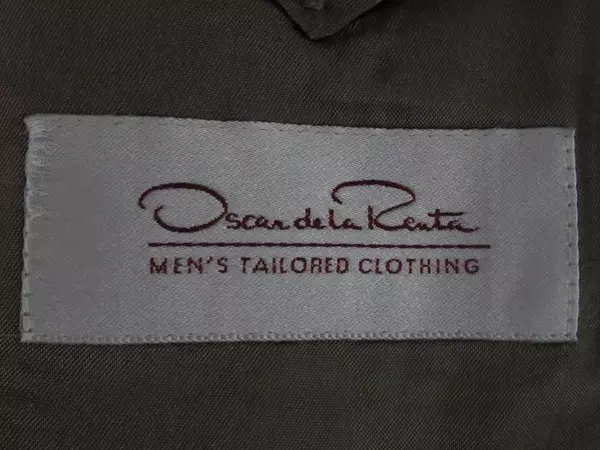 Oscar de la Renta
MEN'S TAILORED CLOTHING